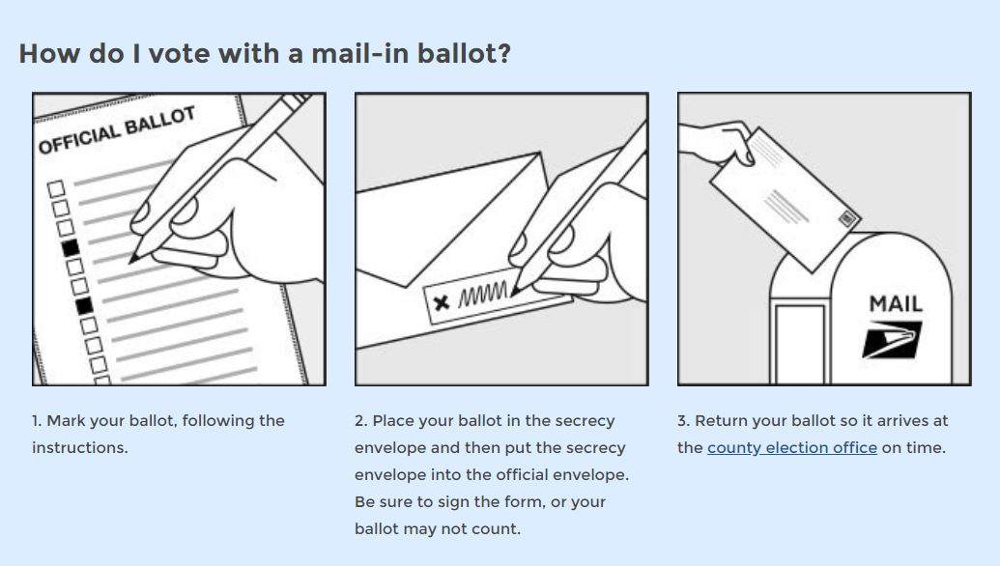 How do I vote with a mail-in ballot?
OFFICIAL BALLOT
MAIL
1. Mark your ballot, following the
instructions.
2. Place your ballot in the secrecy
envelope and then put the secrecy
envelope into the official envelope.
Be sure to sign the form, or your
ballot may not count.
3. Return your ballot so it arrives at
the county election office on time.